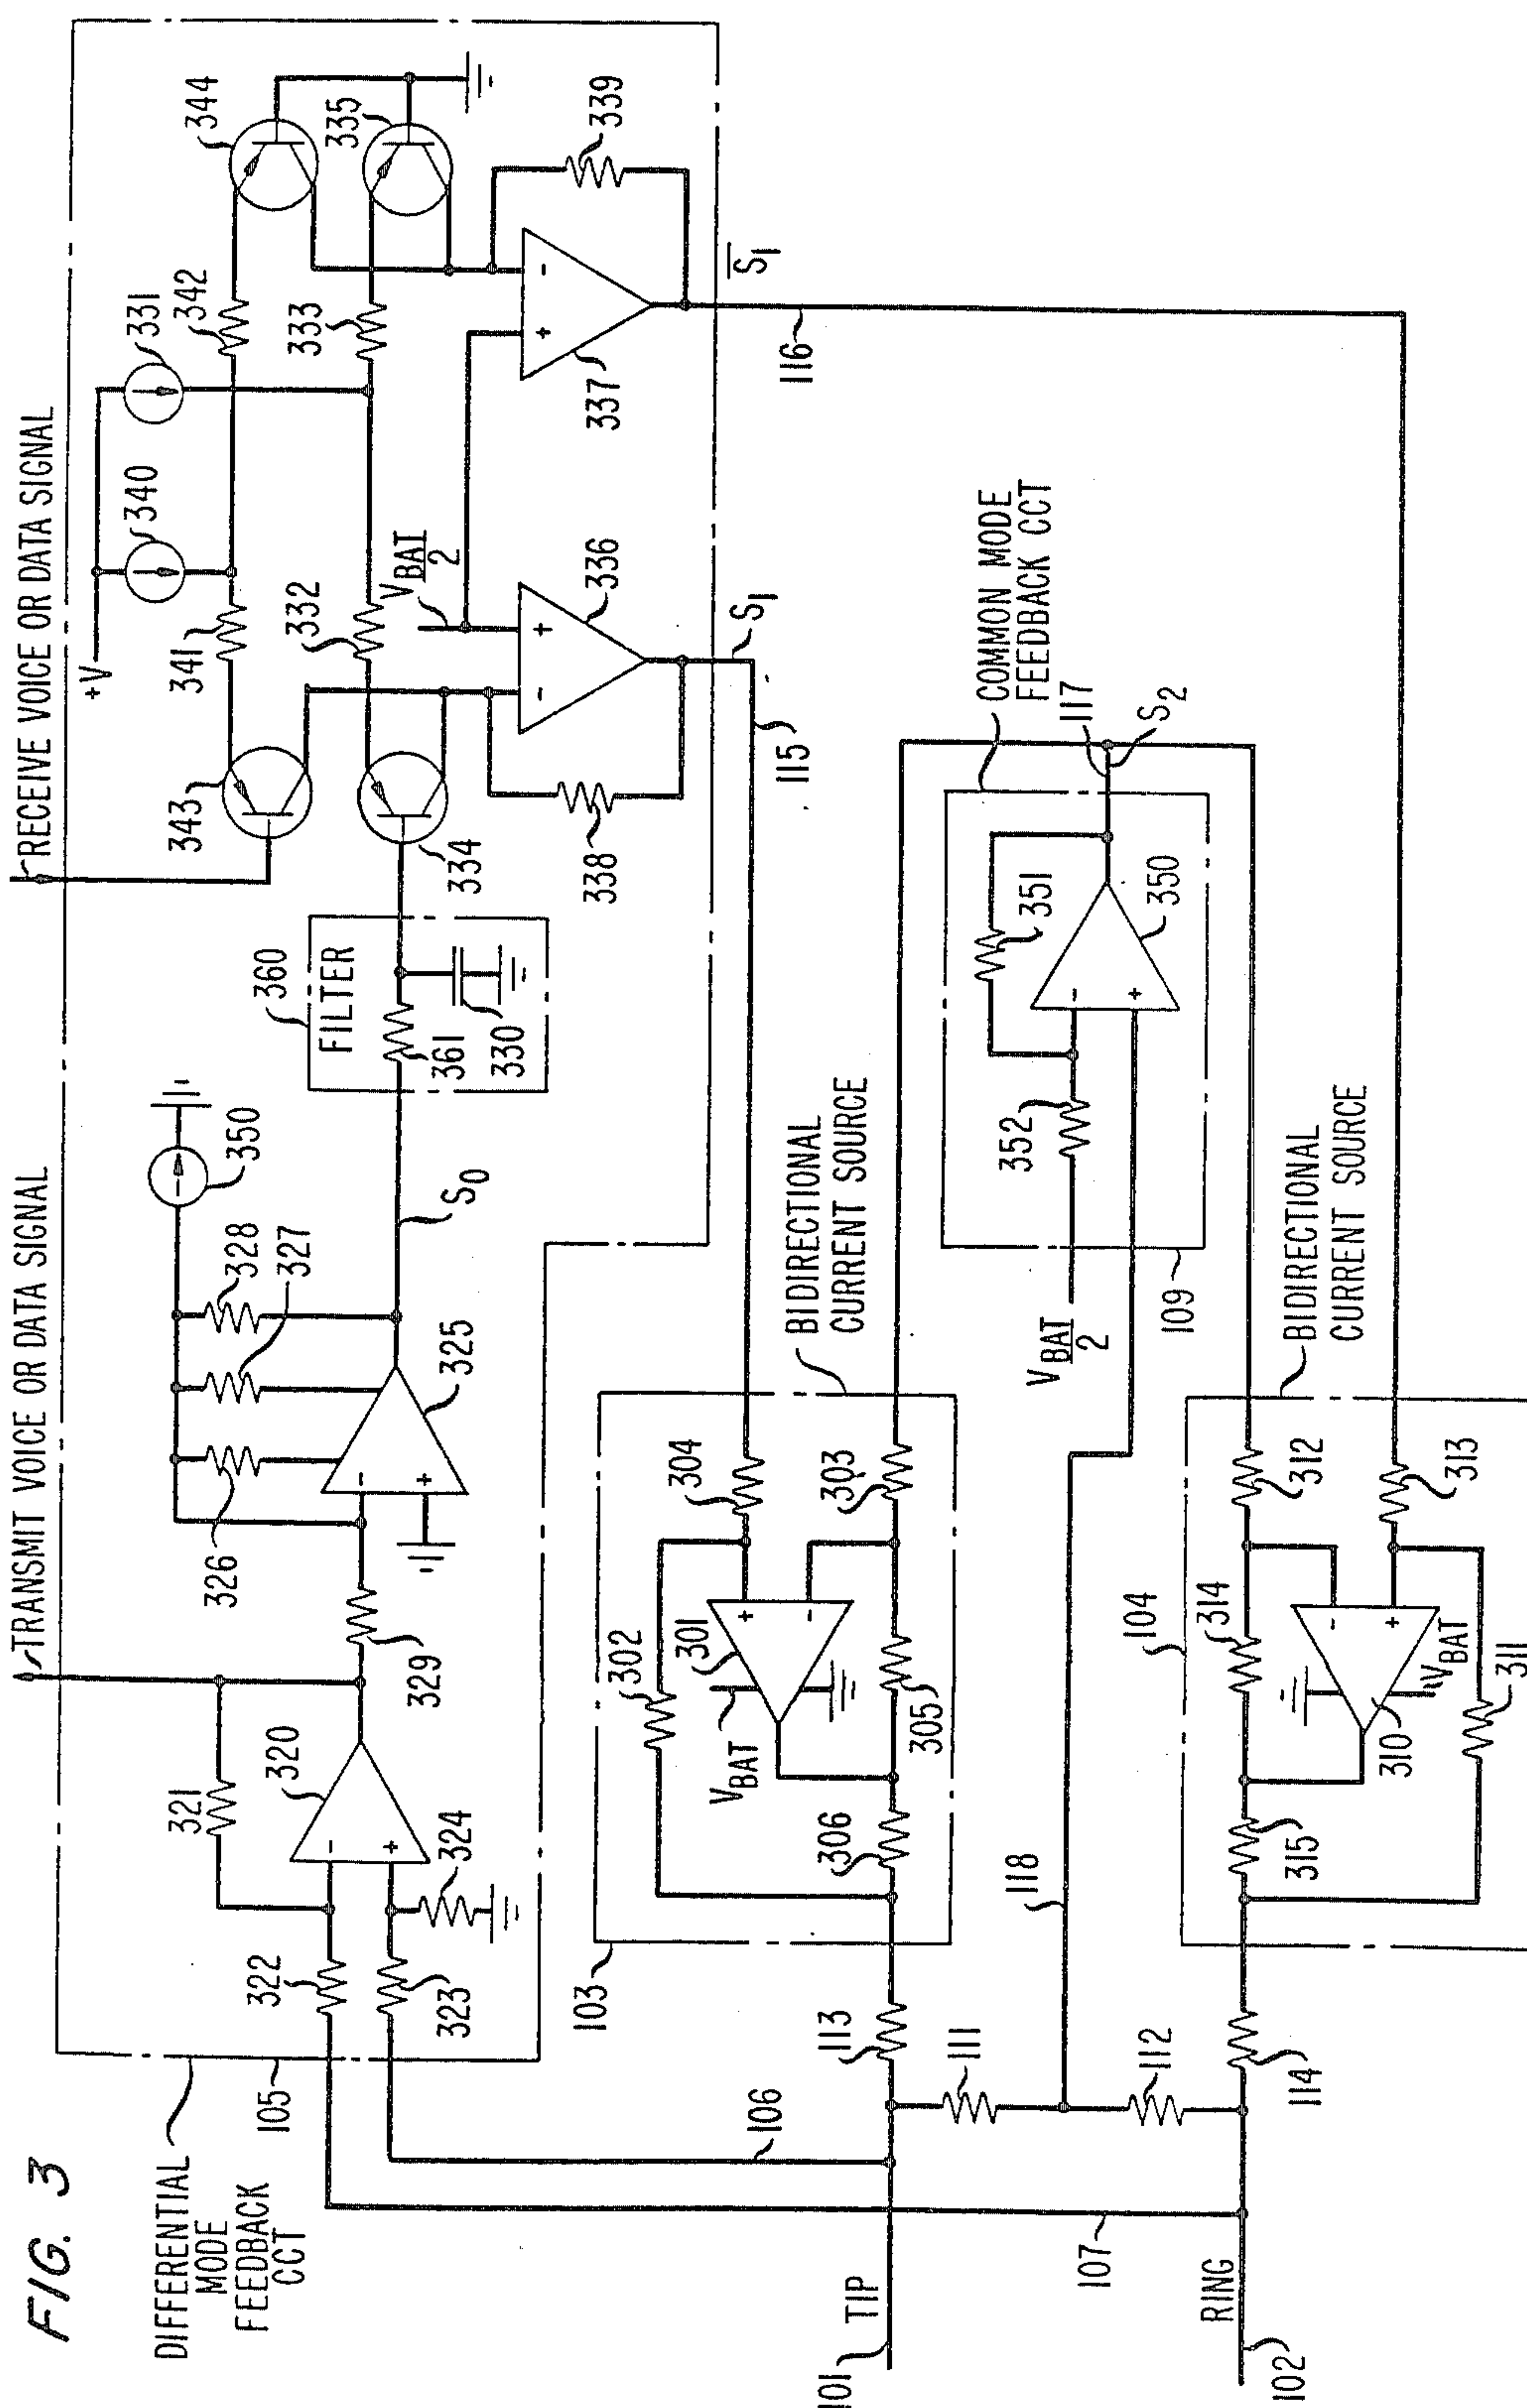 FIG. 3
TRANSMIT VOICE OR DATA SIGNAL
RECEIVE VOICE OR DATA SIGNAL
DIFFERENTIAL
MODE
FEEDBACK
CCT
105
322
323
321
324
320
329
326
325
328
327
350
S0
360
FILTER
361
330
343
334
+V
341
340
342
331
344
332
333
335
VBAT
2
338
336
337
339
S1
S1
115
116
106
107
101
TIP
102
RING
113
111
112
114
118
103
302
301
304
303
305
306
VBAT
+
-
BIDIRECTIONAL
CURRENT SOURCE
COMMON MODE
FEEDBACK CCT
117
S2
351
350
352
VBAT
2
109
104
314
315
310
VBAT
311
312
313
BIDIRECTIONAL
CURRENT SOURCE